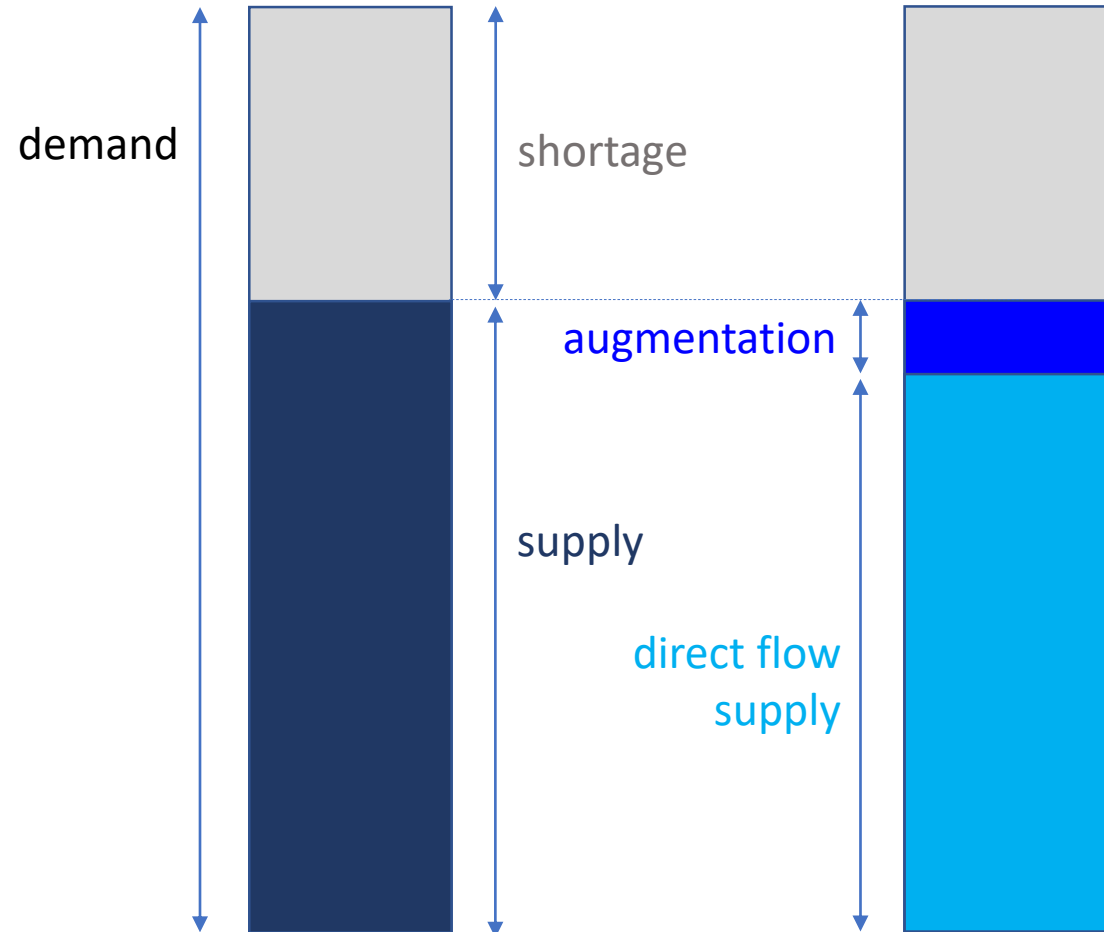 demand
shortage
augmentation
supply
direct flow
supply